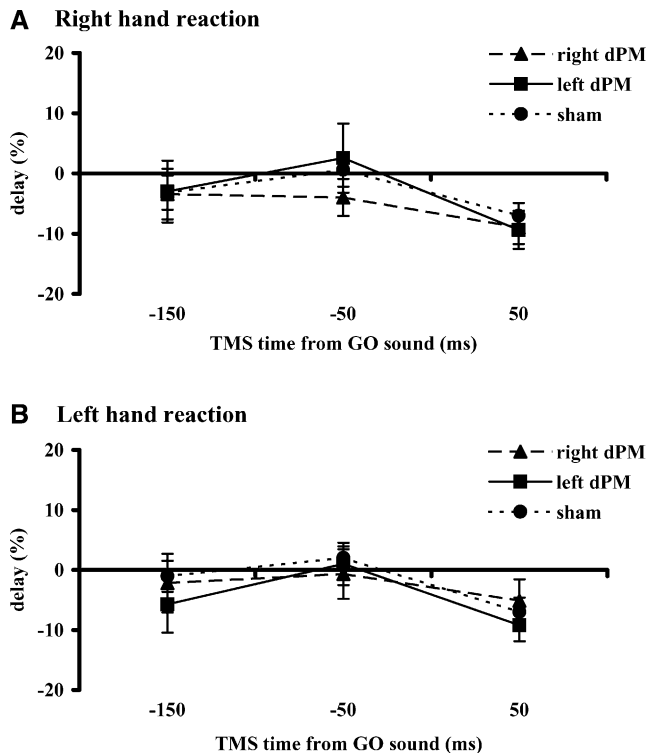 A Right hand reaction
20
right dPM
left dPM
10
sham
0
delay (%)
-10
-20
-150 -50 50
TMS time from GO sound (ms)
B Left hand reaction
20
right dPM
left dPM
10
sham
0
delay (%)
-10
-20
-150 -50 50
TMS time from GO sound (ms)